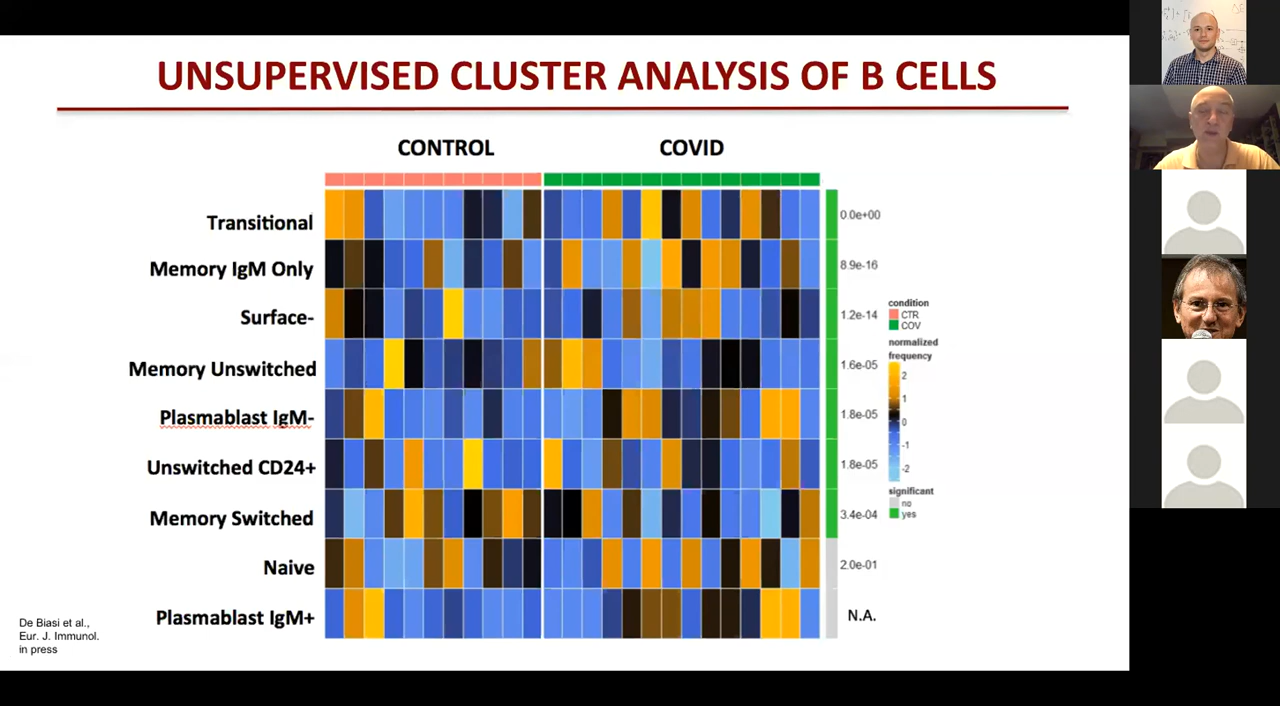 UNSUPERVISED CLUSTER ANALYSIS OF B CELLS
CONTROL
COVID
Transitional
0.0e+00
Memory IgM Only
8.9e-16
Surface-
1.2e-14
Memory Unswitched
1.6e-05
Plasmablast IgM-
1.8e-05
Unswitched CD24+
1.8e-05
Memory Switched
3.4e-04
Naive
2.0e-01
Plasmablast IgM+
N.A.
condition
CTR
COV
normalized
frequency
2
1
0
-1
-2
significant
no
yes
De Biasi et al.,
Eur. J. Immunol.
in press